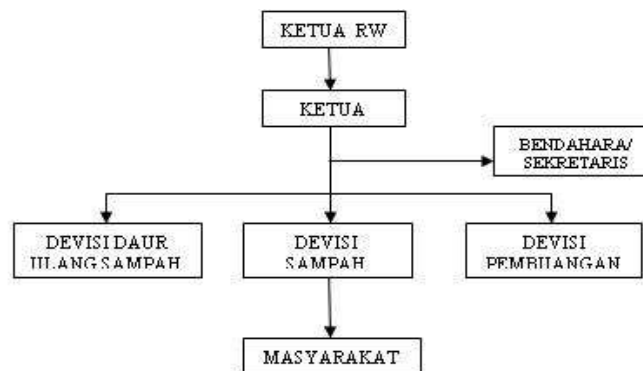 KETUA RW
KETUA
BENDAHARA/
SEKRETARIS
DEVISI DAUR
ULANG SAMPAH
DEVISI
SAMPAH
DEVISI
PEMBUANGAN
MASYARAKAT